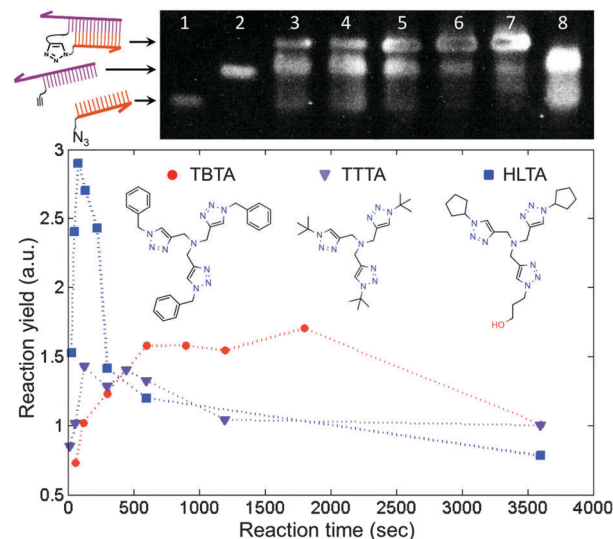 1 2 3 4 5 6 7 8
N N N
N3
TBTA TTTA HLTA
N N N
N N N
N
N N N
N N N
N N N
N
N N N
N N N
N N N
N
N N N
HO
Reaction yield (a.u.)
3
2.5
2
1.5
1
0.5
0 500 1000 1500 2000 2500 3000 3500 4000
Reaction time (sec)